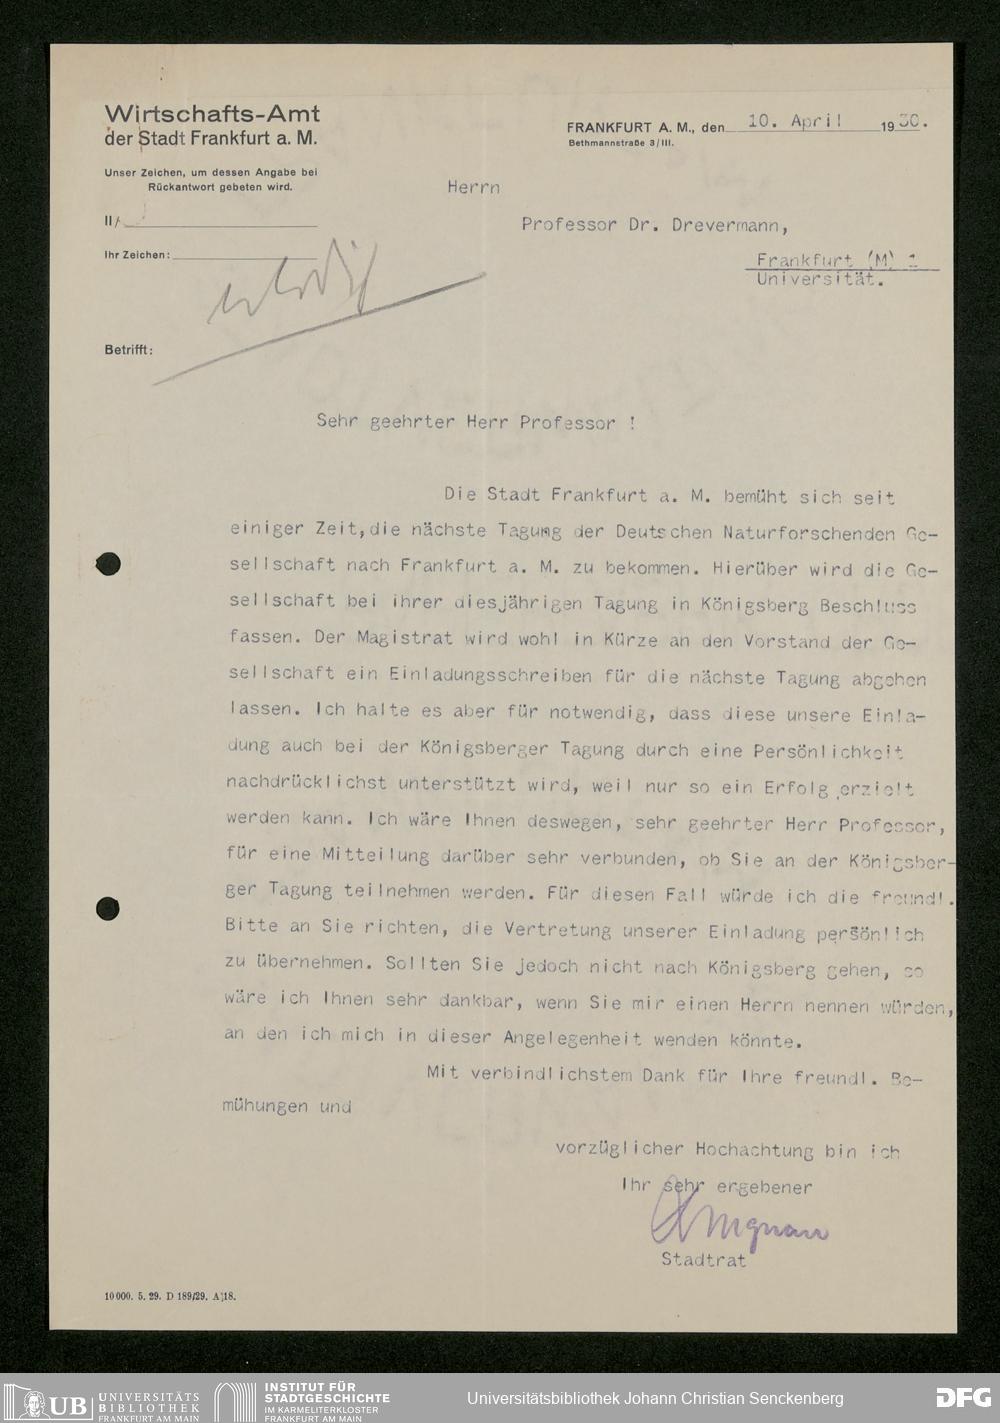 Wirtschafts-Amt
der Stadt Frankfurt a. M.
Unser Zeichen, um dessen Angabe bei
Rückantwort gebeten wird.
II/
Ihr Zeichen:
Betrifft:
FRANKFURT A. M., den 10. April 1930.
Bethmannstraße 3/III.
Herrn
Professor Dr. Drevermann,
Frankfurt (M) 1
Universität.
Sehr geehrter Herr Professor !
Die Stadt Frankfurt a. M. bemüht sich seit
einiger Zeit, die nächste Tagung der Deutschen Naturforschenden Ge-
sellschaft nach Frankfurt a. M. zu bekommen. Hierüber wird die Ge-
sellschaft bei ihrer diesjährigen Tagung in Königsberg Beschluss
fassen. Der Magistrat wird wohl in Kürze an den Vorstand der Ge-
sellschaft ein Einladungsschreiben für die nächste Tagung abgehen
lassen. Ich halte es aber für notwendig, dass diese unsere Einla-
dung auch bei der Königsberger Tagung durch eine Persönlichkeit
nachdrücklichst unterstützt wird, weil nur so ein Erfolg erzielt
werden kann. Ich wäre Ihnen deswegen, sehr geehrter Herr Professor,
für eine Mitteilung darüber sehr verbunden, ob Sie an der Königsber-
ger Tagung teilnehmen werden. Für diesen Fall würde ich die freundl.
Bitte an Sie richten, die Vertretung unserer Einladung persönlich
zu übernehmen. Sollten Sie jedoch nicht nach Königsberg gehen, so
wäre ich Ihnen sehr dankbar, wenn Sie mir einen Herrn nennen würden,
an den ich mich in dieser Angelegenheit wenden könnte.
Mit verbindlichstem Dank für Ihre freundl. Be-
mühungen und
vorzüglicher Hochachtung bin ich
Ihr sehr ergebener
Stadtrat
10000. 5. 29. D 189/29. A/18.
UB UNIVERSITÄTS
BIBLIOTHEK
FRANKFURT AM MAIN
INSTITUT FÜR
STADTGESCHICHTE
IM KARMELITERKLOSTER
FRANKFURT AM MAIN
Universitätsbibliothek Johann Christian Senckenberg
DFG